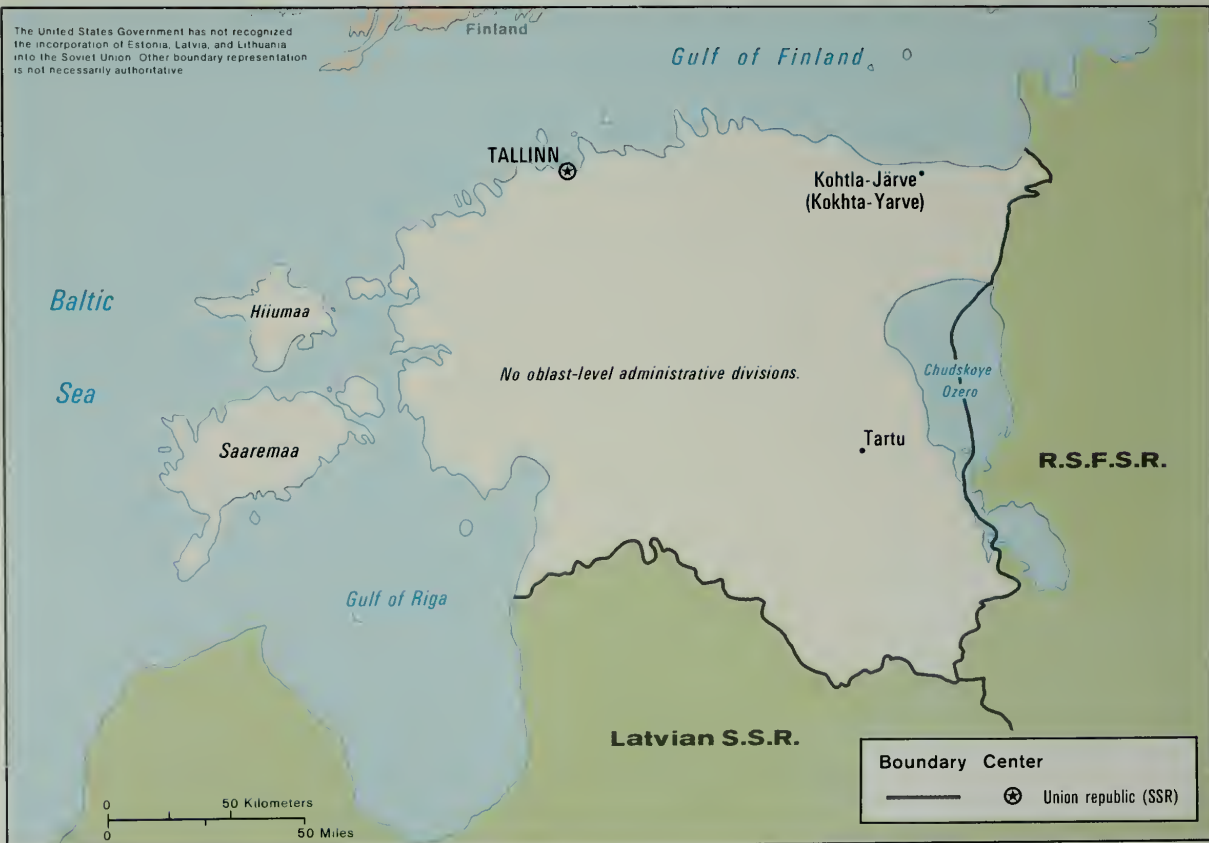 The United States Government has not recognized
the incorporation of Estonia, Latvia, and Lithuania
into the Soviet Union. Other boundary representation
is not necessarily authoritative
Finland
Gulf of Finland
TALLINN
Kohtla-Järve
(Kokhta-Yarve)
Baltic
Sea
Hiiumaa
No oblast-level administrative divisions.
Chudskoye
Ozero
Saaremaa
Tartu
R.S.F.S.R.
Gulf of Riga
Latvian S.S.R.
Boundary Center
Union republic (SSR)
0 50 Kilometers
0 50 Miles